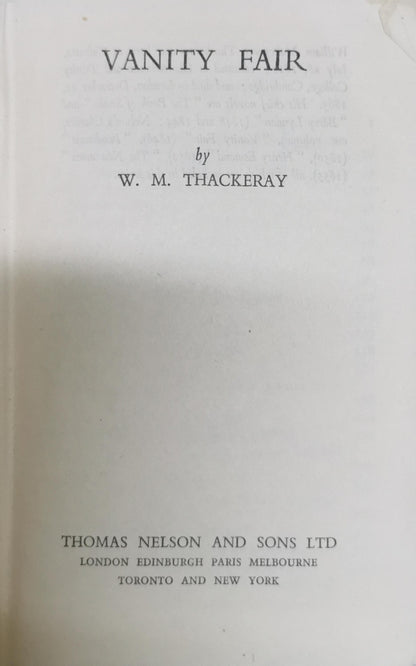 VANITY FAIR
by
W. M. THACKERAY
THOMAS NELSON AND SONS LTD
LONDON EDINBURGH PARIS MELBOURNE
TORONTO AND NEW YORK